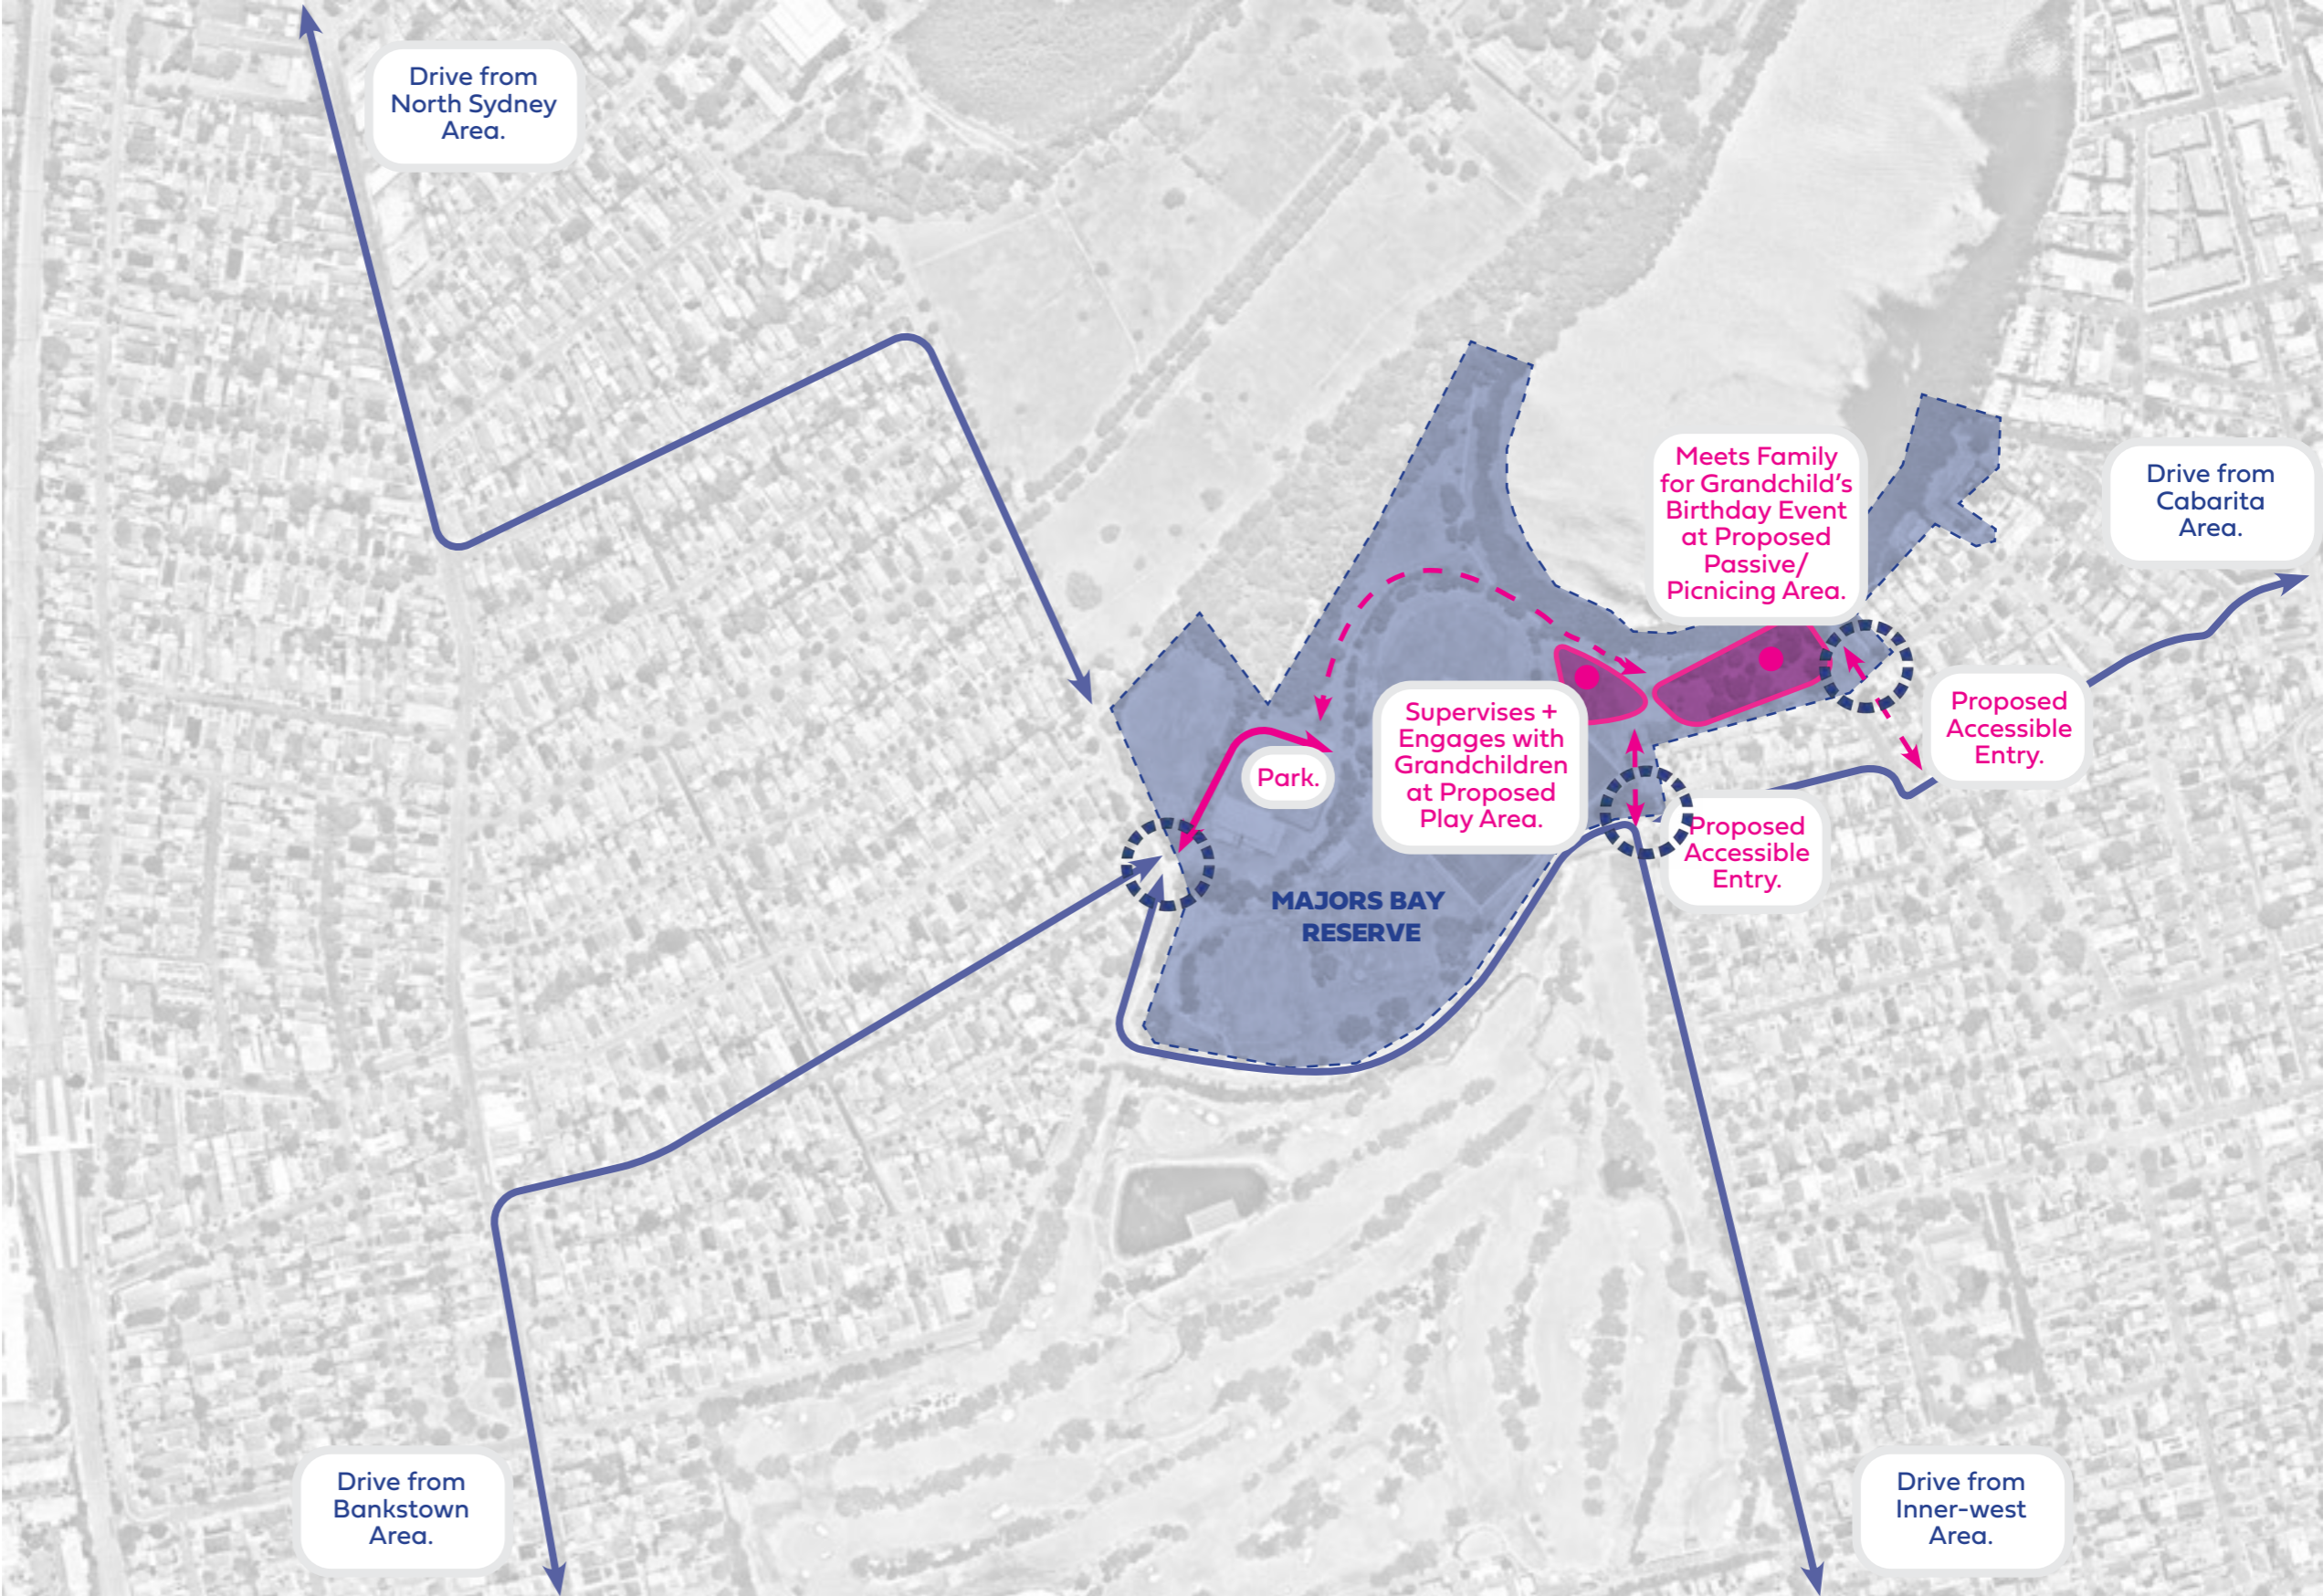 Drive from
North Sydney
Area.
Meets Family
for Grandchild's
Birthday Event
at Proposed
Passive/
Picnicing Area.
Drive from
Cabarita
Area.
Supervises +
Engages with
Grandchildren
at Proposed
Play Area.
Proposed
Accessible
Entry.
Park.
Proposed
Accessible
Entry.
MAJORS BAY
RESERVE
Drive from
Bankstown
Area.
Drive from
Inner-west
Area.